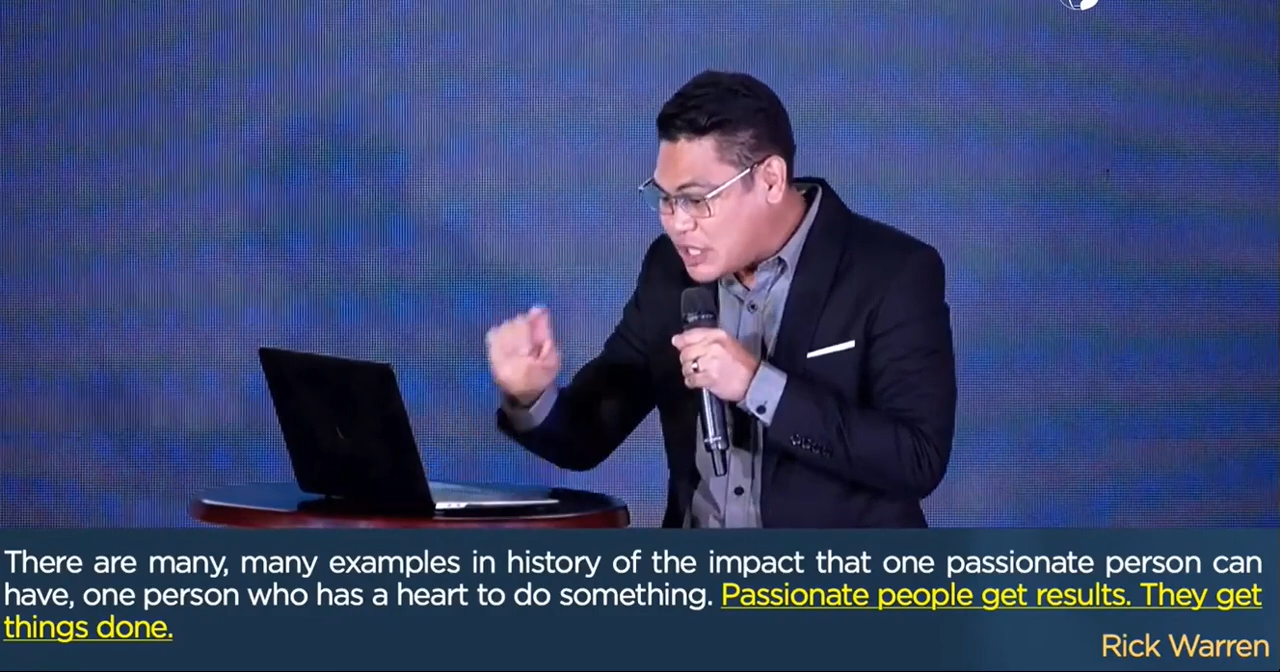 There are many, many examples in history of the impact that one passionate person can
have, one person who has a heart to do something. Passionate people get results. They get
things done.
Rick Warren